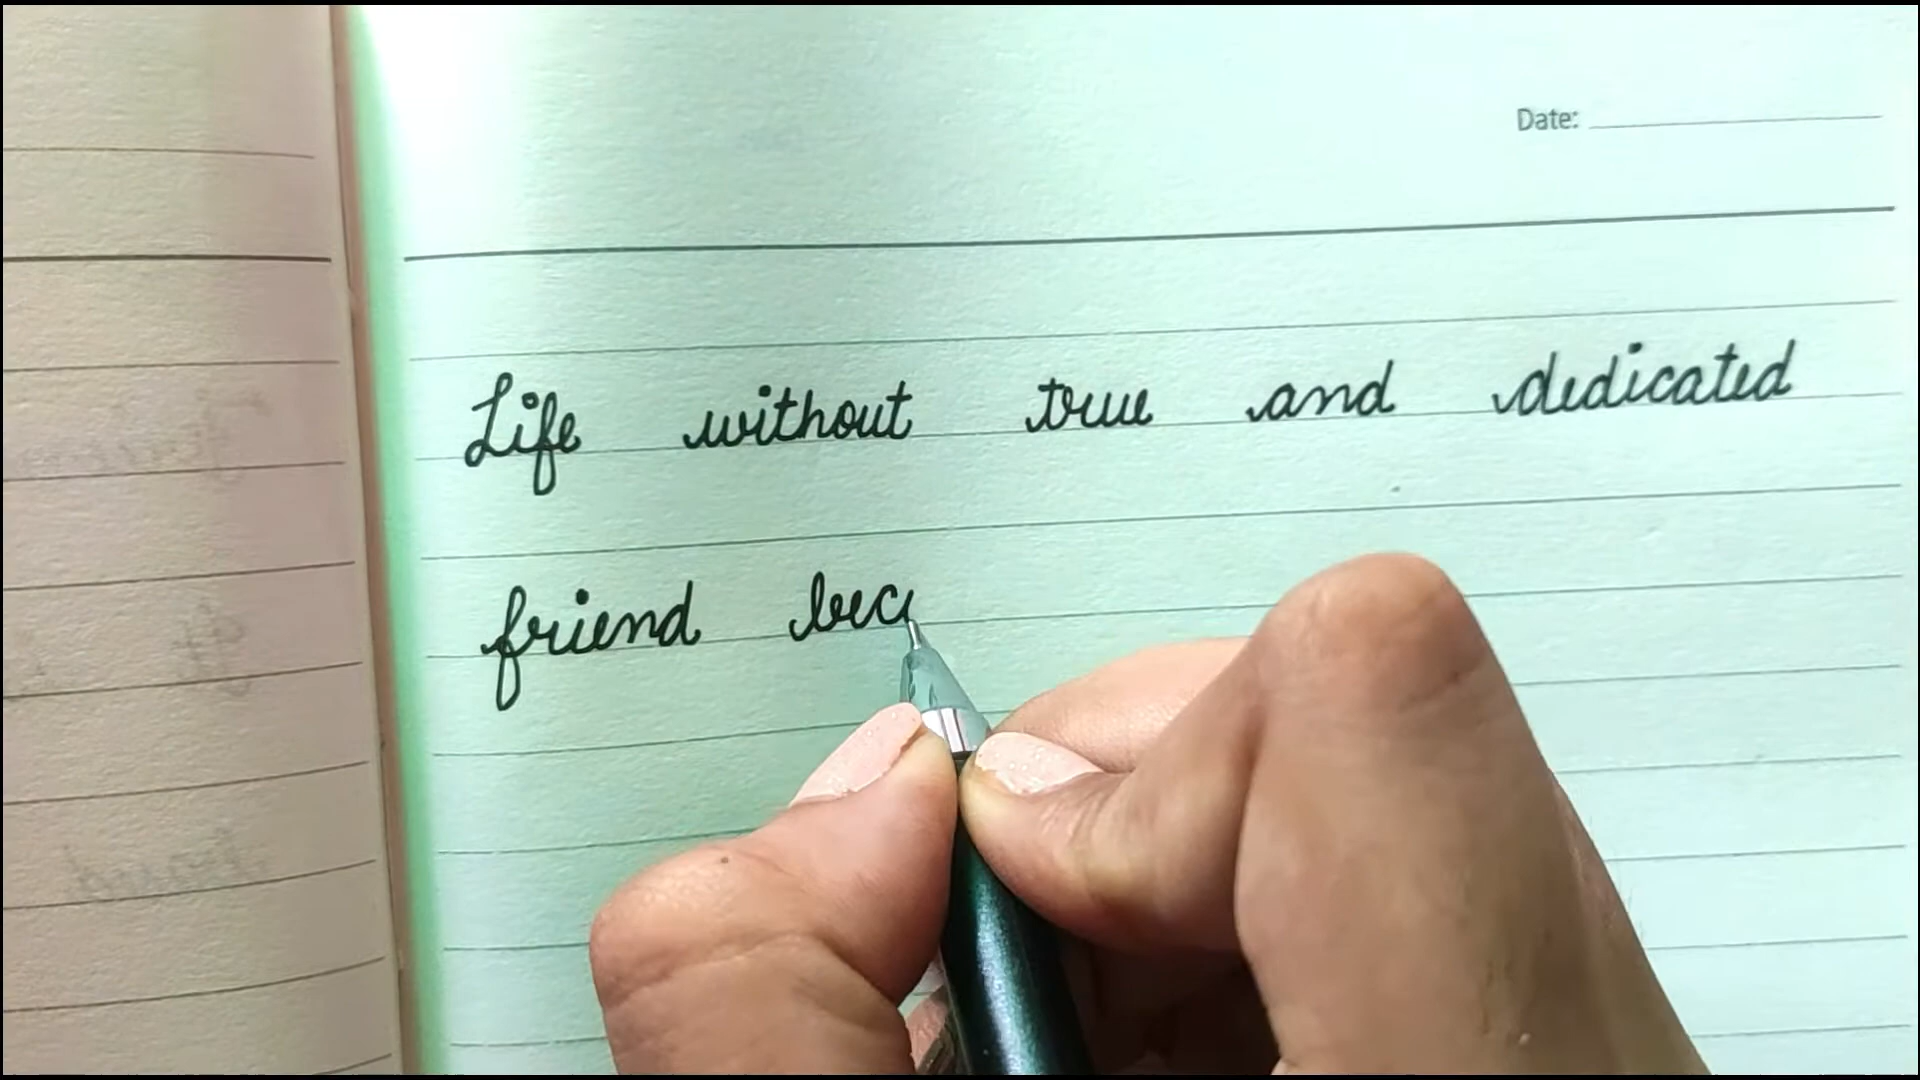 Date:
Life without true and dedicated
friend bec